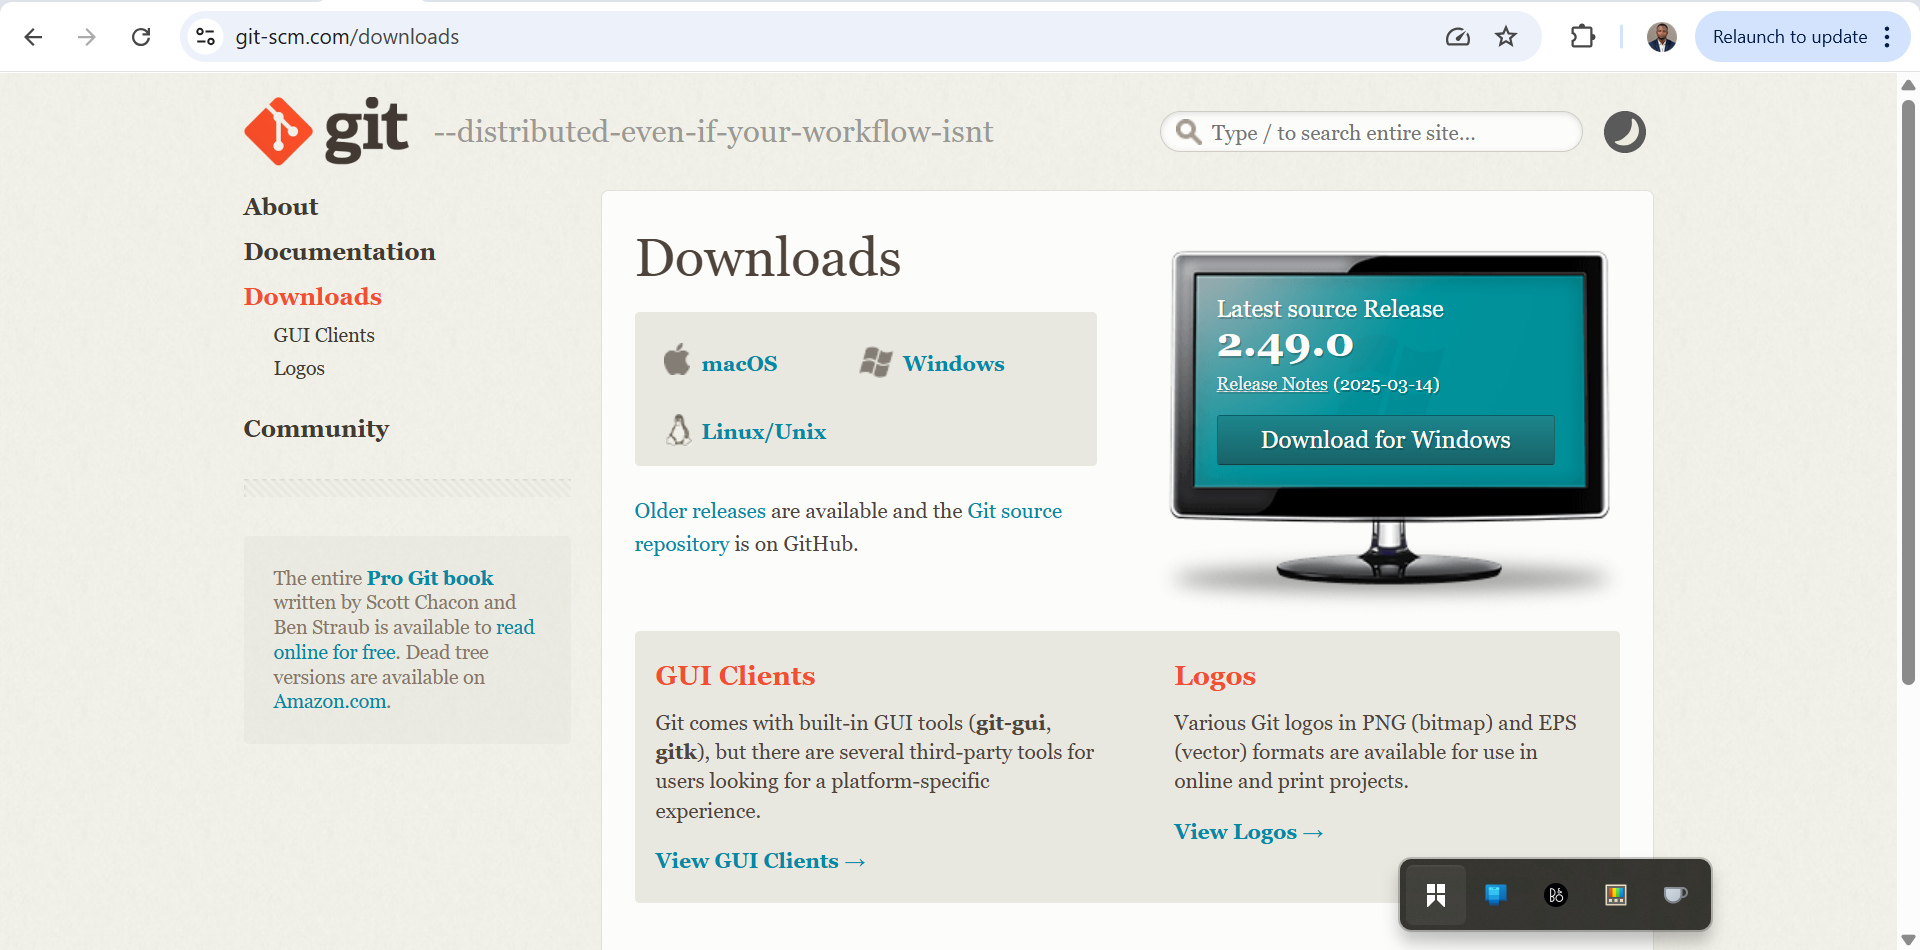 git-scm.com/downloads
Relaunch to update
git
--distributed-even-if-your-workflow-isnt
Type / to search entire site...
About
Documentation
Downloads
GUI Clients
Logos
Community
The entire Pro Git book
written by Scott Chacon and
Ben Straub is available to read
online for free. Dead tree
versions are available on
Amazon.com.
Downloads
macOS
Windows
Linux/Unix
Older releases are available and the Git source
repository is on GitHub.
Latest source Release
2.49.0
Release Notes (2025-03-14)
Download for Windows
GUI Clients
Git comes with built-in GUI tools (git-gui,
gitk), but there are several third-party tools for
users looking for a platform-specific
experience.
View GUI Clients →
Logos
Various Git logos in PNG (bitmap) and EPS
(vector) formats are available for use in
online and print projects.
View Logos →